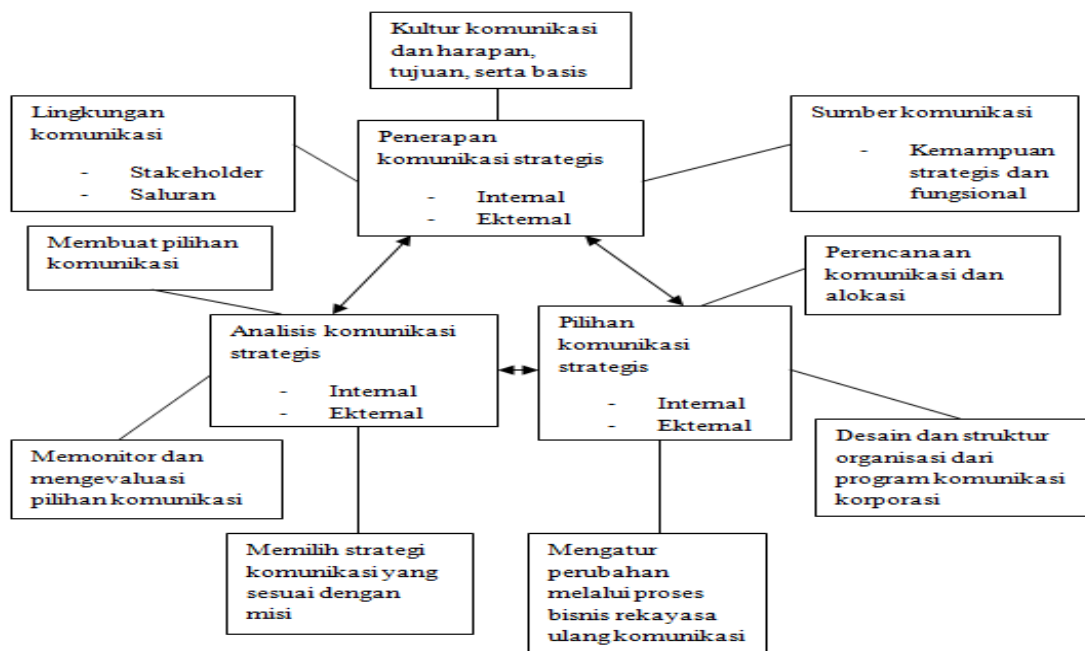 Kultur komunikasi
dan harapan,
tujuan, serta basis
Lingkungan
komunikasi
- Stakeholder
- Saluran
Penerapan
komunikasi strategis
- Internal
- Ekternal
Sumber komunikasi
- Kemampuan
strategis dan
fungsional
Membuat pilihan
komunikasi
Perencanaan
komunikasi dan
alokasi
Analisis komunikasi
strategis
- Internal
- Ekternal
Pilihan
komunikasi
strategis
- Internal
- Ekternal
Memonitor dan
mengevaluasi
pilihan komunikasi
Desain dan struktur
organisasi dari
program komunikasi
korporasi
Memilih strategi
komunikasi yang
sesuai dengan
misi
Mengatur
perubahan
melalui proses
bisnis rekayasa
ulang komunikasi